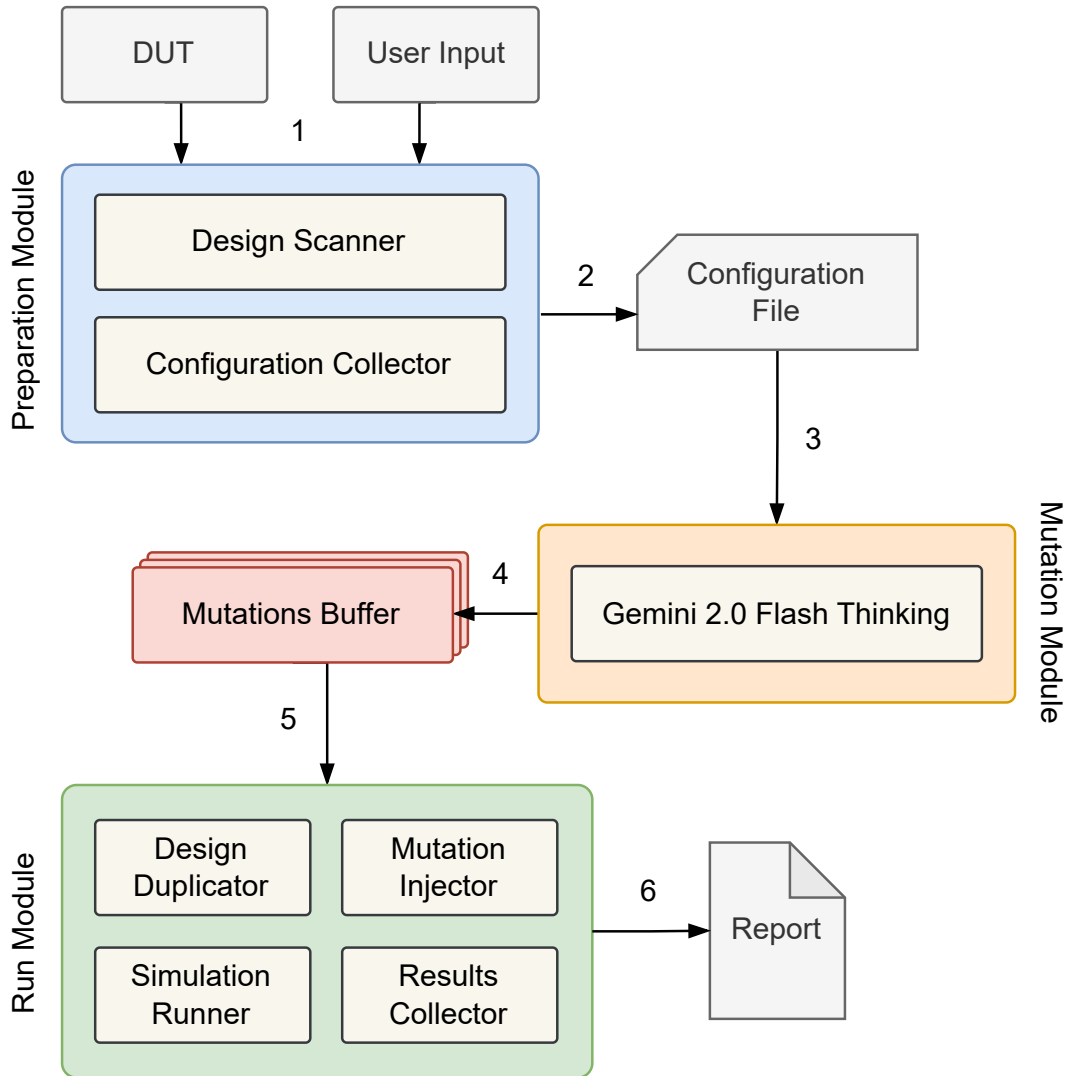 DUT
User Input
1
Preparation Module
Design Scanner
Configuration Collector
2
Configuration
File
3
Mutation Module
Gemini 2.0 Flash Thinking
4
Mutations Buffer
5
Run Module
Design
Duplicator
Mutation
Injector
Simulation
Runner
Results
Collector
6
Report